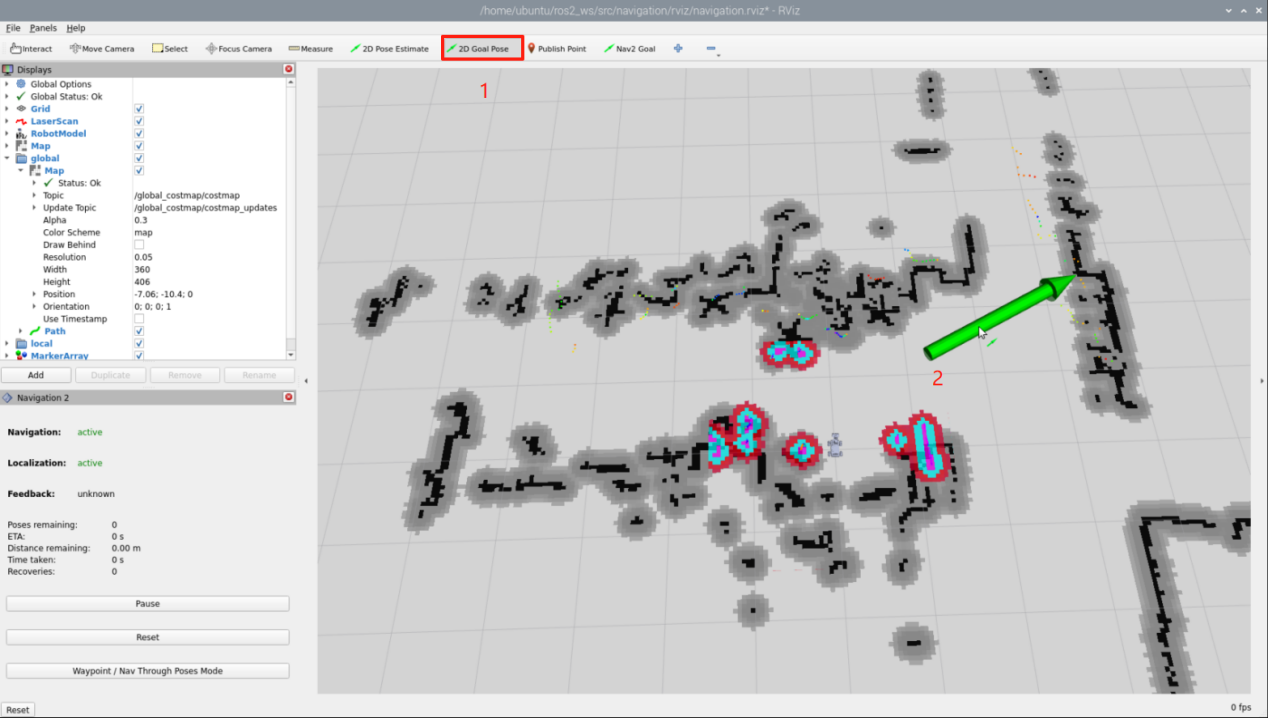 /home/ubuntu/ros2_ws/src/navigation/rviz/navigation.rviz* - RViz
File Panels Help
Interact Move Camera Select Focus Camera Measure 2D Pose Estimate 2D Goal Pose Publish Point Nav2 Goal
Displays
Global Options
Global Status: Ok
Grid
LaserScan
RobotModel
Map
global
Map
Status: Ok
Topic /global_costmap/costmap
Update Topic /global_costmap/costmap_updates
Alpha 0.3
Color Scheme map
Draw Behind
Resolution 0.05
Width 360
Height 406
Position -7.06; -10.4; 0
Orientation 0; 0; 0; 1
Use Timestamp
Path
local
MarkerArray
Add Duplicate Remove Rename
Navigation 2
Navigation: active
Localization: active
Feedback: unknown
Poses remaining: 0
ETA: 0 s
Distance remaining: 0.00 m
Time taken: 0 s
Recoveries: 0
Pause
Reset
Waypoint / Nav Through Poses Mode
Reset
1
2
0 fps